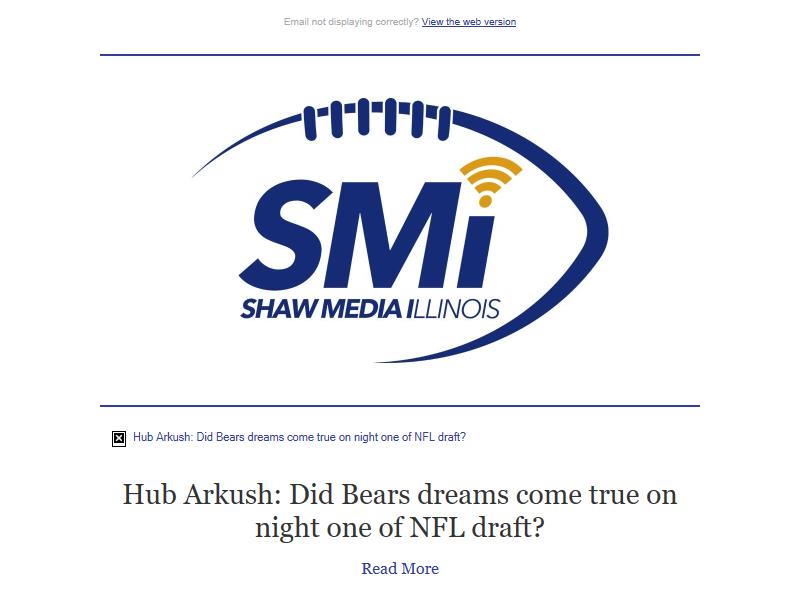 Email not displaying correctly? View the web version
SMi
SHAW MEDIA ILLINOIS
Hub Arkush: Did Bears dreams come true on night one of NFL draft?
Hub Arkush: Did Bears dreams come true on
night one of NFL draft?
Read More